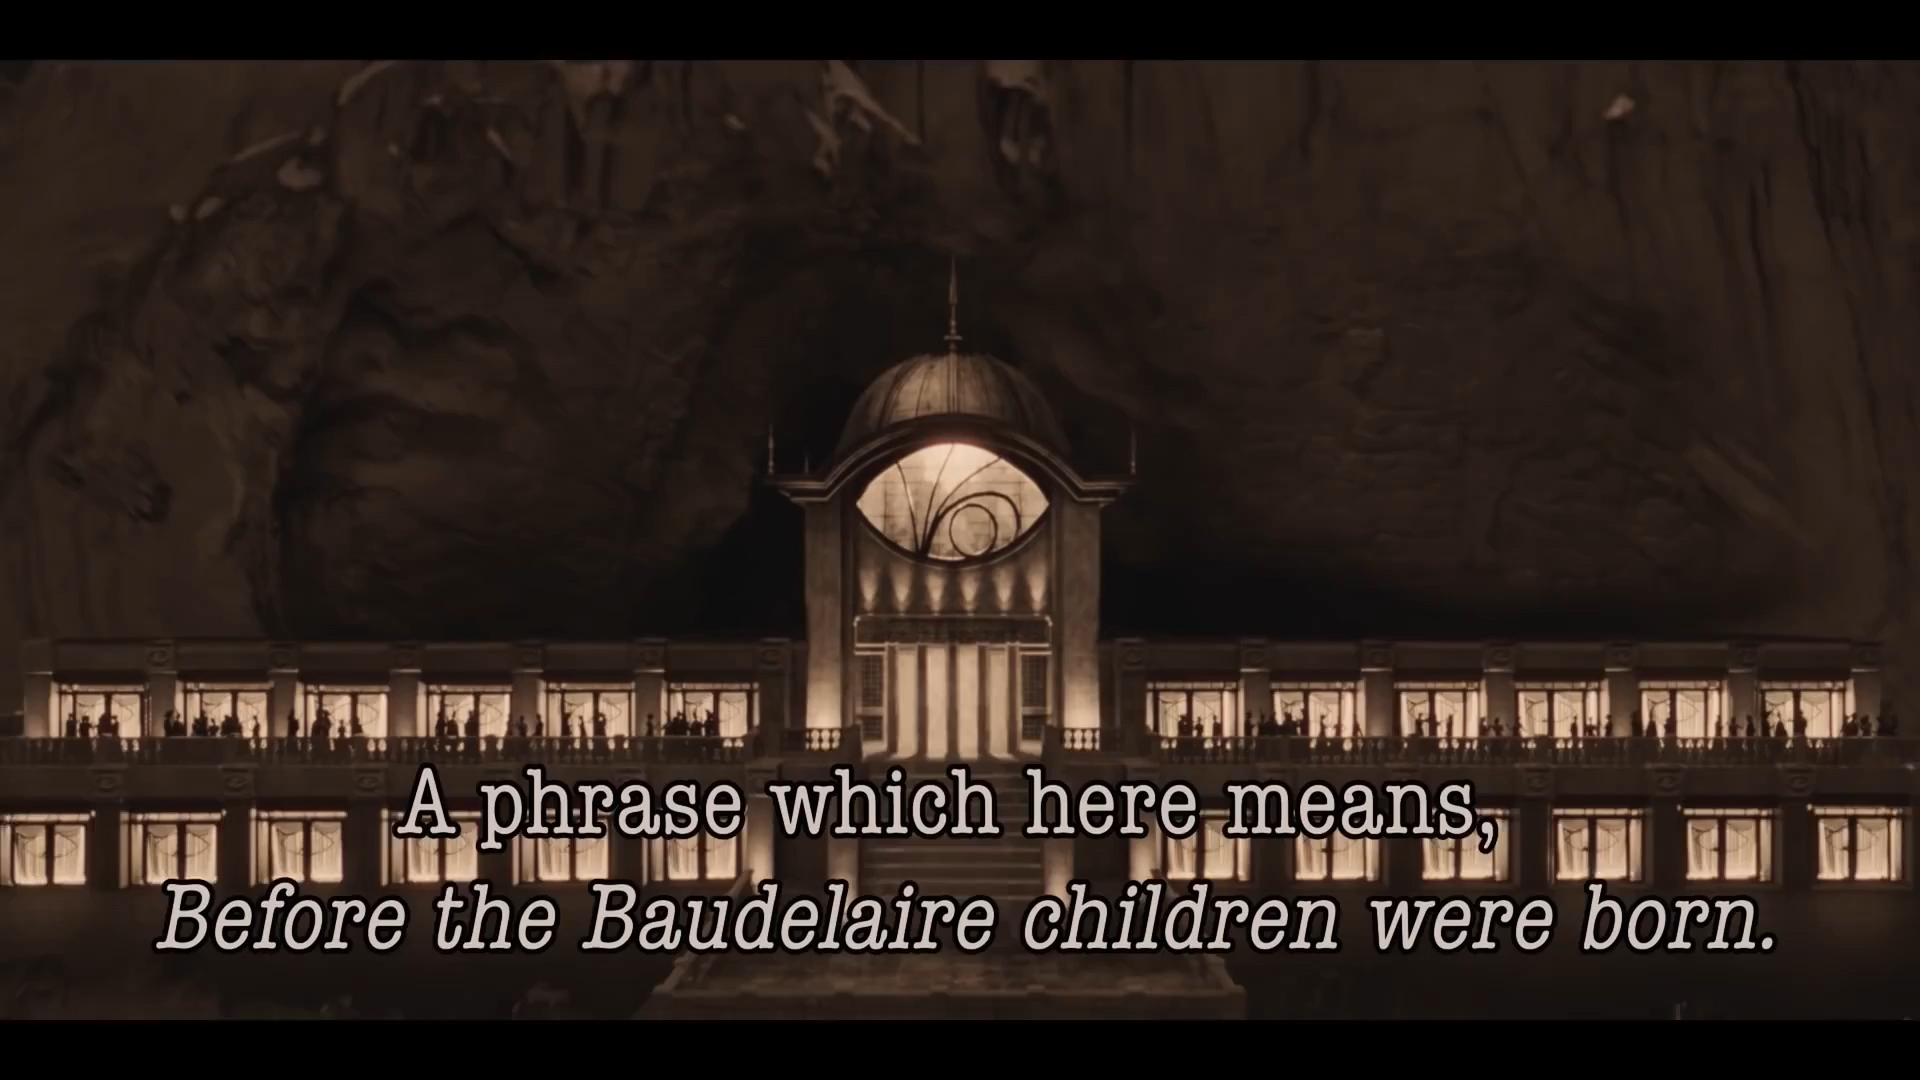 A phrase which here means,
Before the Baudelaire children were born.